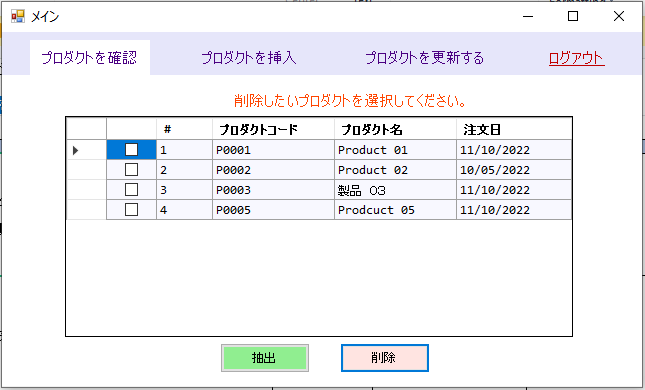 メイン
プロダクトを確認 プロダクトを挿入 プロダクトを更新する ログアウト
削除したいプロダクトを選択してください。
# プロダクトコード プロダクト名 注文日
1 P0001 Product 01 11/10/2022
2 P0002 Product 02 10/05/2022
3 P0003 製品 03 11/10/2022
4 P0005 Prodcuct 05 11/10/2022
抽出 削除